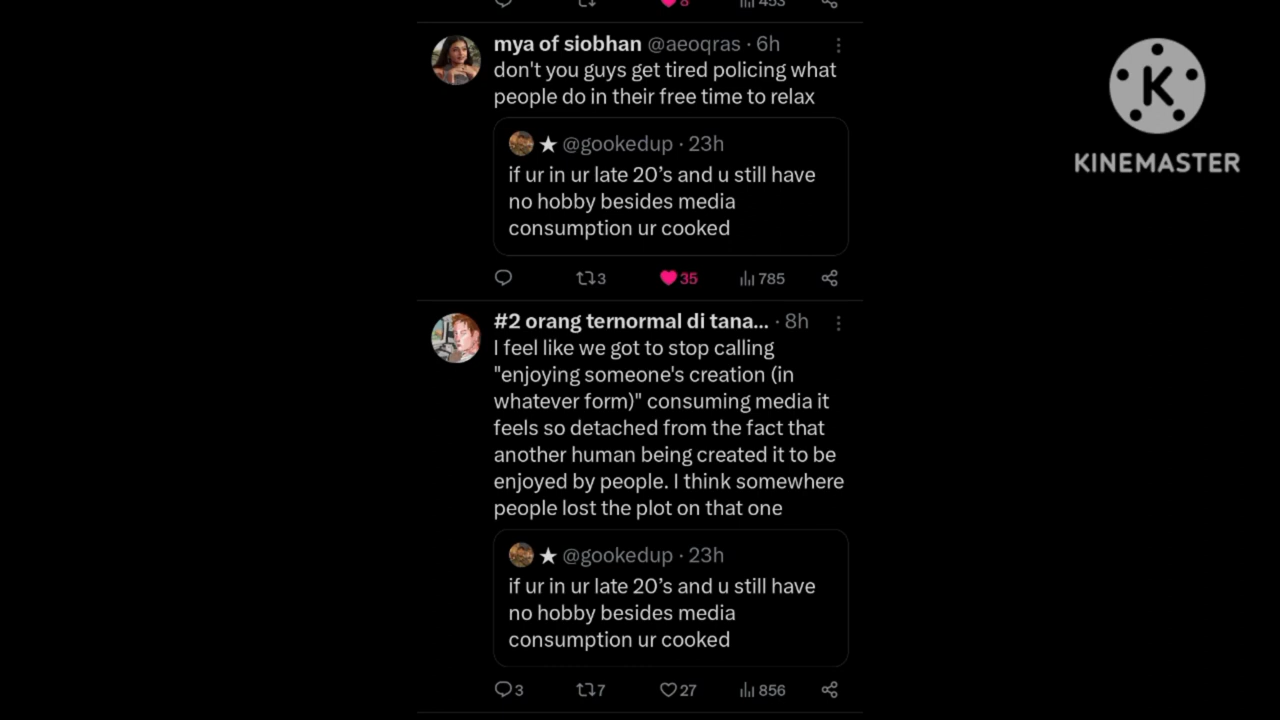 8
453
mya of siobhan @aeoqras · 6h
don't you guys get tired policing what
people do in their free time to relax
★ @gookedup · 23h
if ur in ur late 20’s and u still have
no hobby besides media
consumption ur cooked
3 35 785
#2 orang ternormal di tana... · 8h
I feel like we got to stop calling
"enjoying someone's creation (in
whatever form)" consuming media it
feels so detached from the fact that
another human being created it to be
enjoyed by people. I think somewhere
people lost the plot on that one
★ @gookedup · 23h
if ur in ur late 20’s and u still have
no hobby besides media
consumption ur cooked
3 7 27 856
K
KINEMASTER